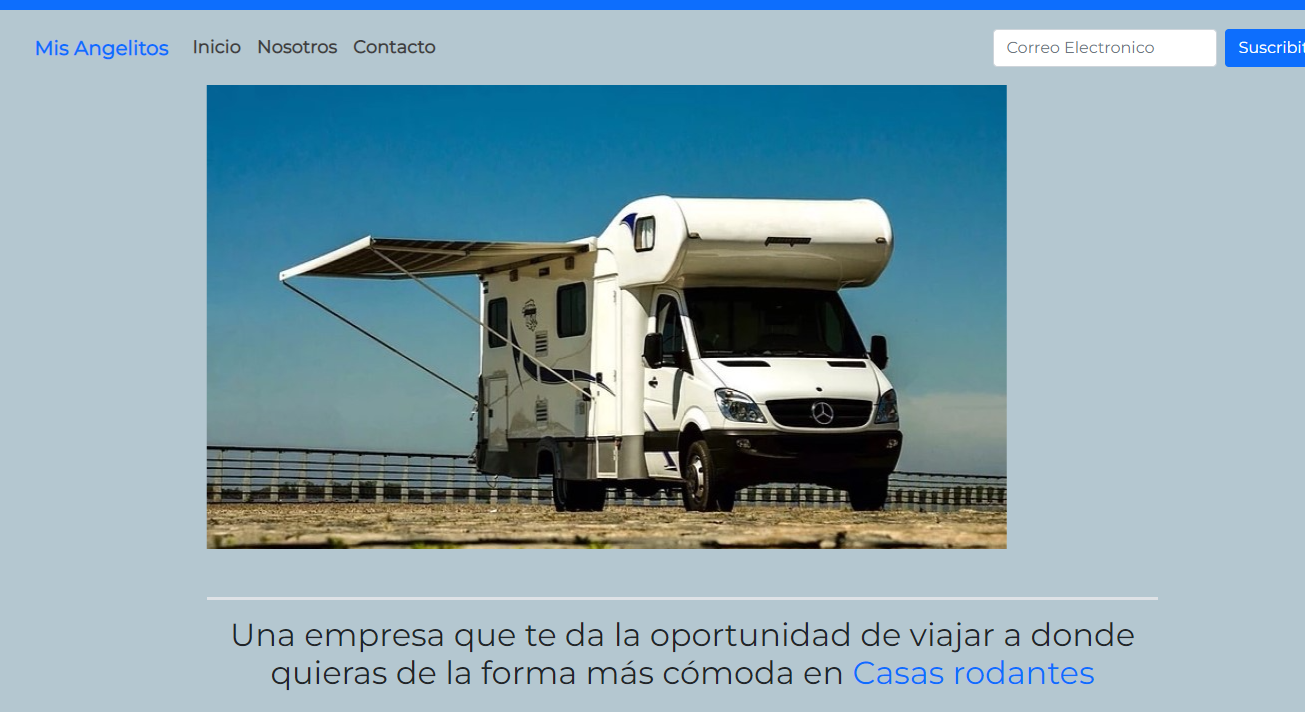 Mis Angelitos Inicio Nosotros Contacto Correo Electronico Suscribit
Una empresa que te da la oportunidad de viajar a donde
quieras de la forma más cómoda en Casas rodantes